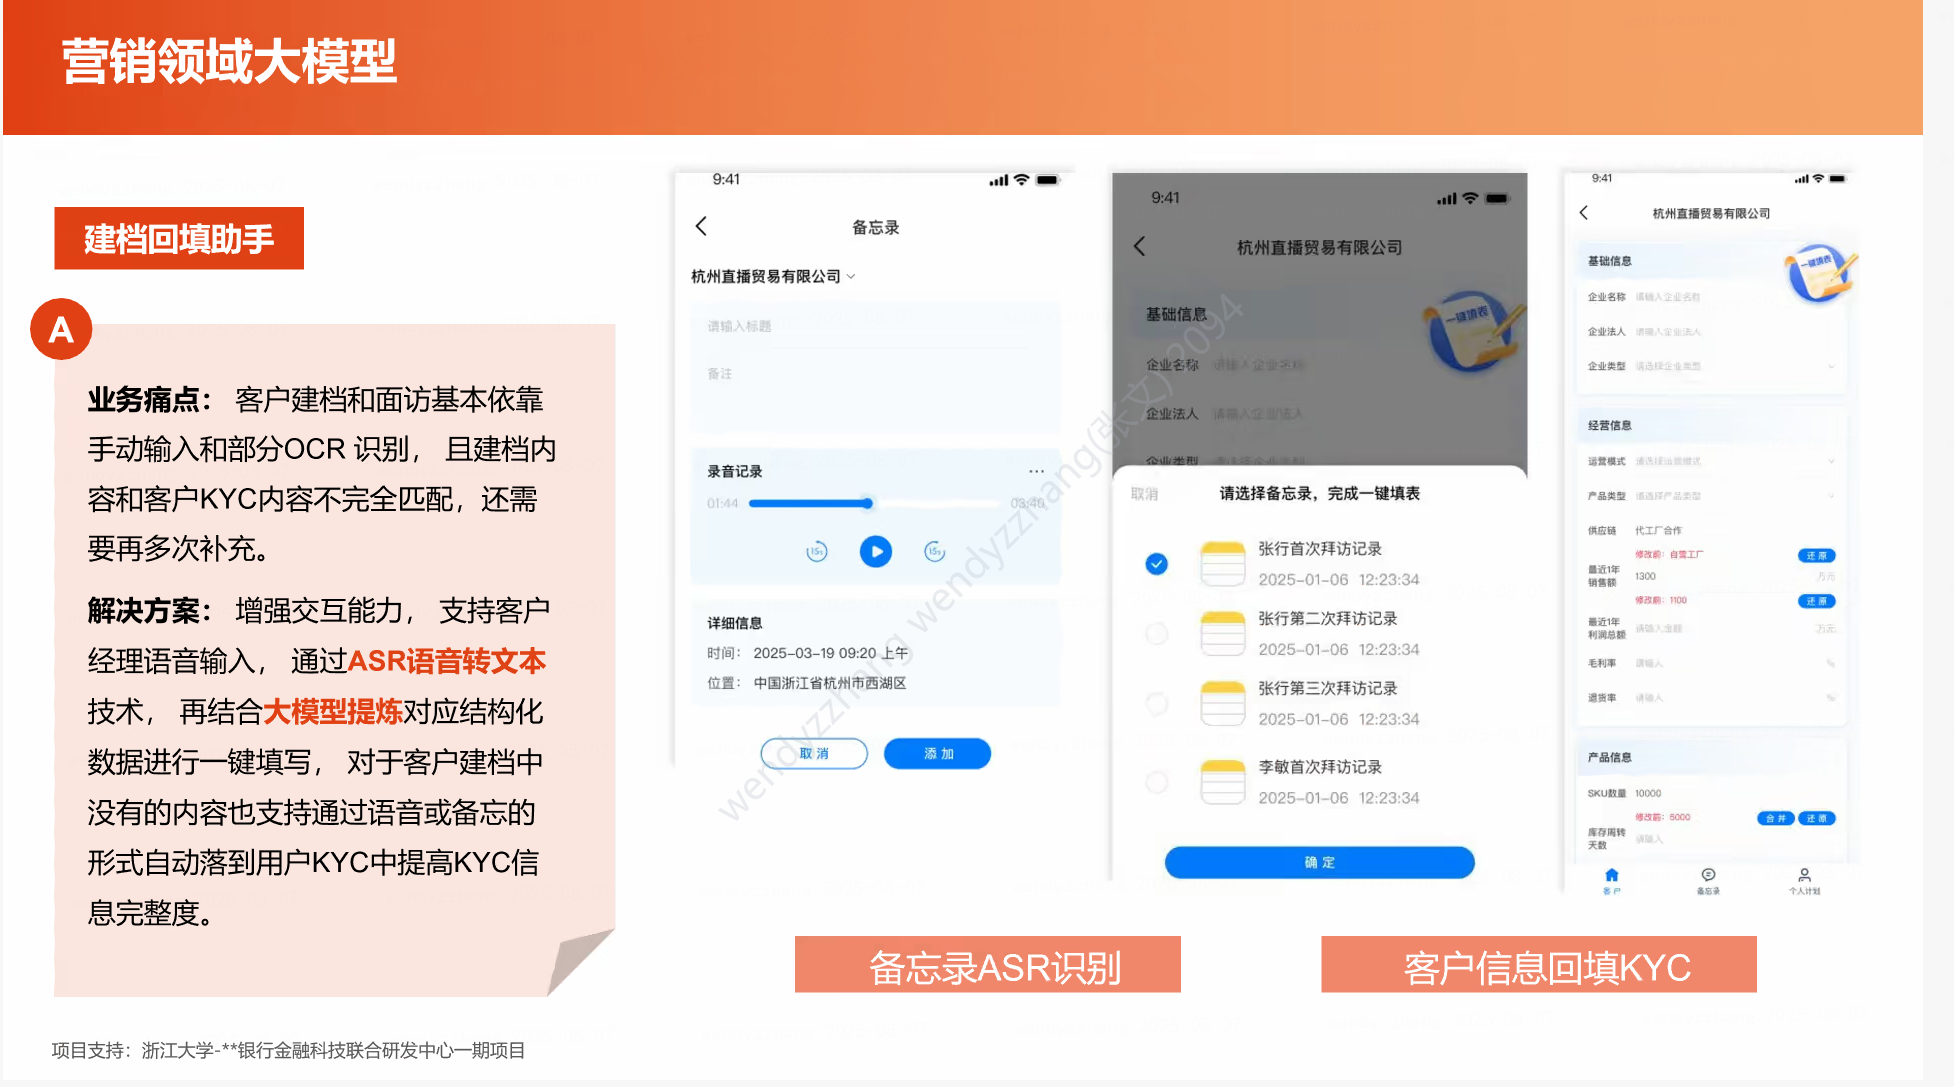 营销领域大模型
建档回填助手
A
业务痛点： 客户建档和面访基本依靠
手动输入和部分OCR 识别， 且建档内
容和客户KYC内容不完全匹配，还需
要再多次补充。
解决方案： 增强交互能力， 支持客户
经理语音输入， 通过ASR语音转文本
技术， 再结合大模型提炼对应结构化
数据进行一键填写， 对于客户建档中
没有的内容也支持通过语音或备忘的
形式自动落到用户KYC中提高KYC信
息完整度。
9:41
备忘录
杭州直播贸易有限公司
请输入标题
备注
录音记录
01:44
03:40
15s
15s
详细信息
时间： 2025-03-19 09:20 上午
位置： 中国浙江省杭州市西湖区
取 消
添 加
9:41
杭州直播贸易有限公司
基础信息
一键填表
企业名称 请输入企业名称
企业法人 请输入企业法人
企业类型 请选择企业类型
取消
请选择备忘录，完成一键填表
张行首次拜访记录
2025-01-06 12:23:34
张行第二次拜访记录
2025-01-06 12:23:34
张行第三次拜访记录
2025-01-06 12:23:34
李敏首次拜访记录
2025-01-06 12:23:34
确 定
9:41
杭州直播贸易有限公司
基础信息
一键填表
企业名称 请输入企业名称
企业法人 请输入企业法人
企业类型 请选择企业类型
经营信息
运营模式 请选择运营模式
产品类型 请选择产品类型
供应链 代工厂合作
修改前：自营工厂
还 原
最近1年
销售额
1300
万元
修改前：1100
还 原
最近1年
利润总额
请输入金额
万元
毛利率 请输入 %
退货率 请输入 %
产品信息
SKU数量 10000
修改前：5000
合 并
还 原
库存周转
天数
请输入
客户
备忘录
个人计划
备忘录ASR识别
客户信息回填KYC
项目支持：浙江大学-**银行金融科技联合研发中心一期项目
wendyzzhang wendyzzhang(张文) 2094